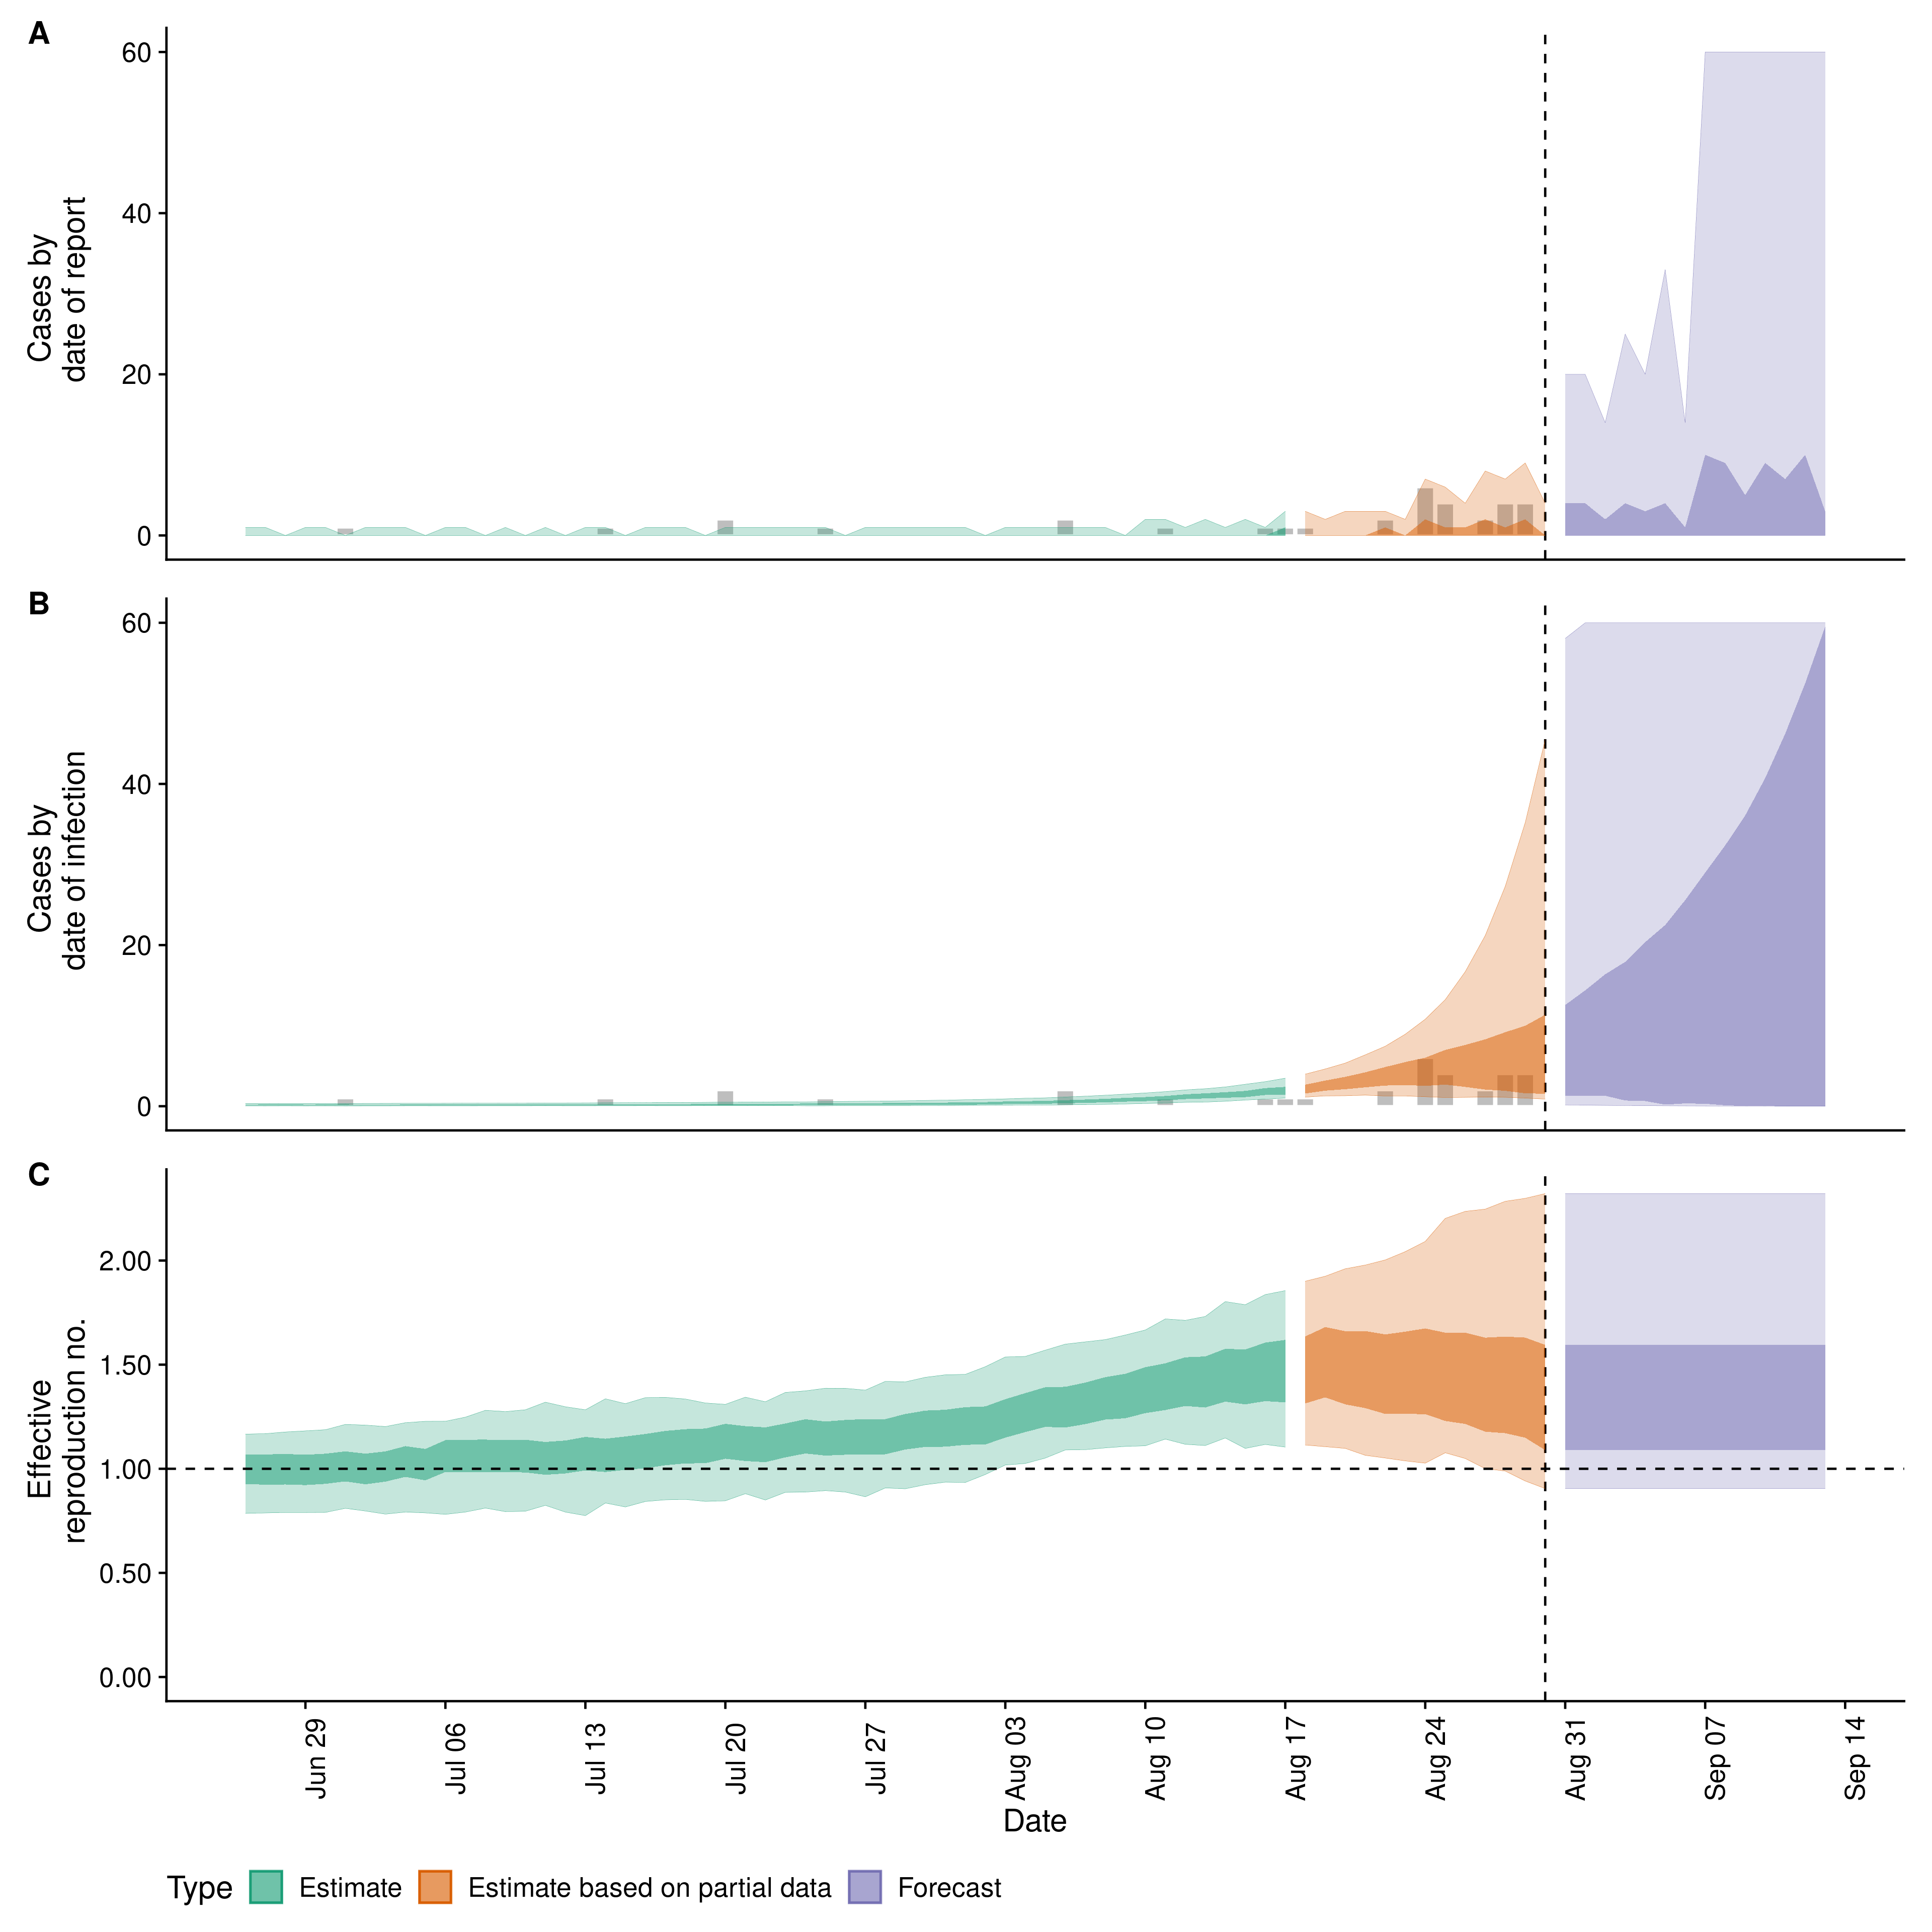 A
60
40
20
0
Cases by
date of report
B
60
40
20
0
Cases by
date of infection
C
2.00
1.50
1.00
0.50
0.00
Effective
reproduction no.
Jun 29
Jul 06
Jul 13
Jul 20
Jul 27
Aug 03
Aug 10
Aug 17
Aug 24
Aug 31
Sep 07
Sep 14
Date
Type Estimate Estimate based on partial data Forecast